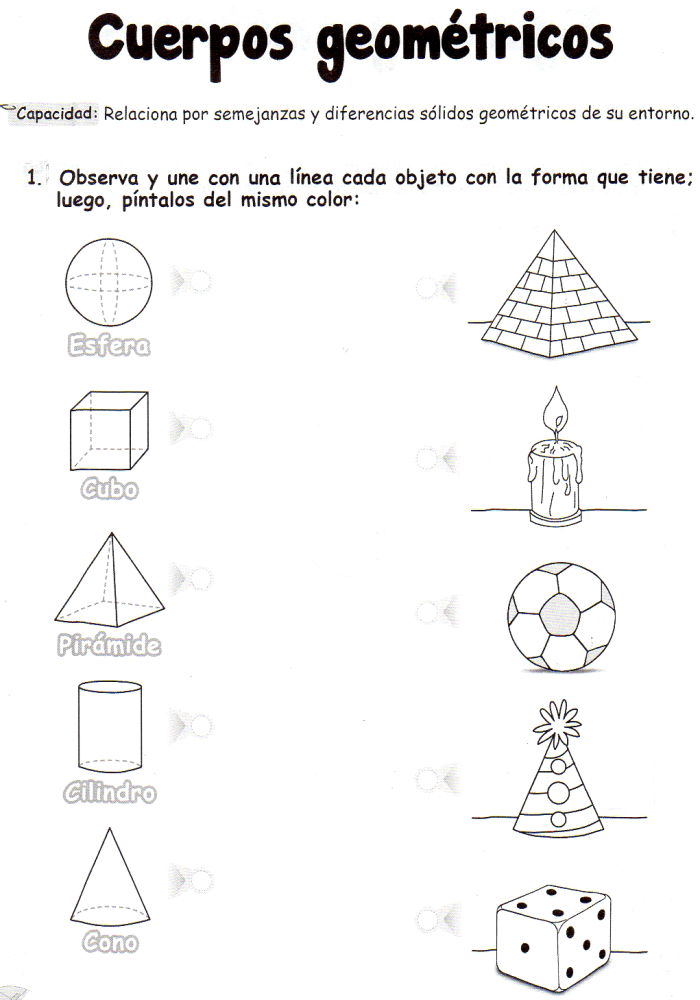 Cuerpos geométricos
Capacidad: Relaciona por semejanzas y diferencias sólidos geométricos de su entorno.
1. Observa y une con una línea cada objeto con la forma que tiene;
luego, píntalos del mismo color:
Esfera
Cubo
Pirámide
Cilindro
Cono